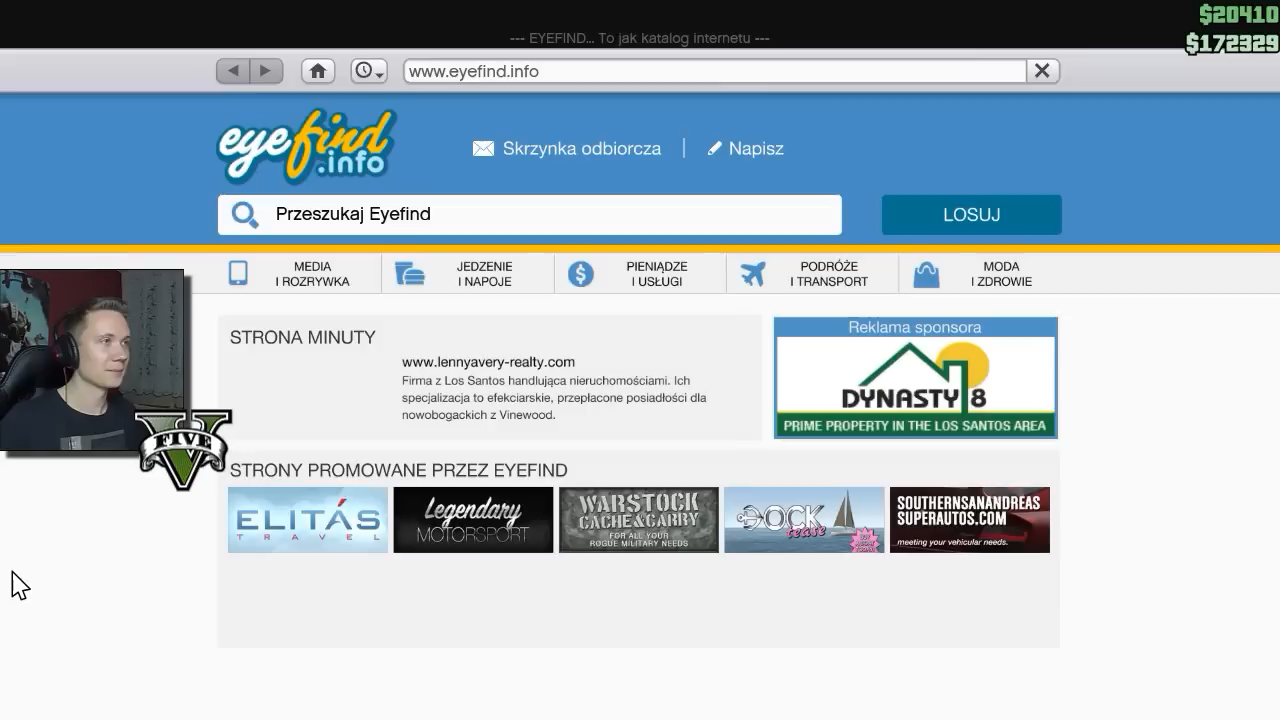 $20410
--- EYEFIND... To jak katalog internetu ---
$172329
www.eyefind.info
eyefind
.info
Skrzynka odbiorcza
Napisz
Przeszukaj Eyefind
LOSUJ
MEDIA
I ROZRYWKA
JEDZENIE
I NAPOJE
PIENIĄDZE
I USŁUGI
PODRÓŻE
I TRANSPORT
MODA
I ZDROWIE
STRONA MINUTY
www.lennyavery-realty.com
Firma z Los Santos handlująca nieruchomościami. Ich
specjalizacja to efekciarskie, przepłacone posiadłości dla
nowobogackich z Vinewood.
Reklama sponsora
DYNASTY 8
PRIME PROPERTY IN THE LOS SANTOS AREA
V
FIVE
STRONY PROMOWANE PRZEZ EYEFIND
ELITÁS
TRAVEL
Legendary
MOTORSPORT
WARSTOCK
CACHE&CARRY
FOR ALL YOUR
ROGUE MILITARY NEEDS
DOCK
tease
SOUTHERNSANANDREAS
SUPERAUTOS.COM
meeting your vehicular needs.